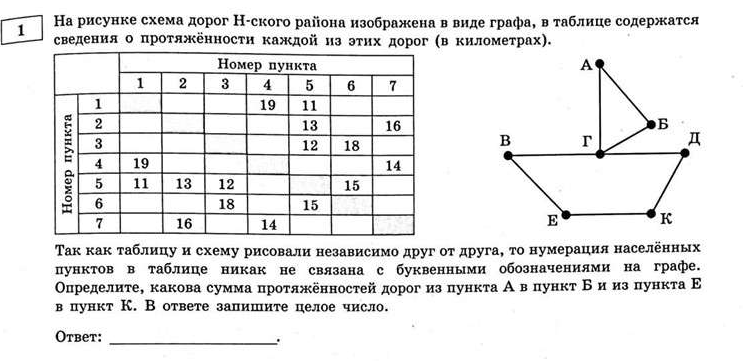 1
На рисунке схема дорог Н-ского района изображена в виде графа, в таблице содержатся
сведения о протяжённости каждой из этих дорог (в километрах).
Номер пункта
1 2 3 4 5 6 7
Номер пункта
1 19 11
2 13 16
3 12 18
4 19 14
5 11 13 12 15
6 18 15
7 16 14
А
Б
В Г Д
Е К
Так как таблицу и схему рисовали независимо друг от друга, то нумерация населённых
пунктов в таблице никак не связана с буквенными обозначениями на графе.
Определите, какова сумма протяжённостей дорог из пункта А в пункт Б и из пункта Е
в пункт К. В ответе запишите целое число.
Ответ: ____________________.